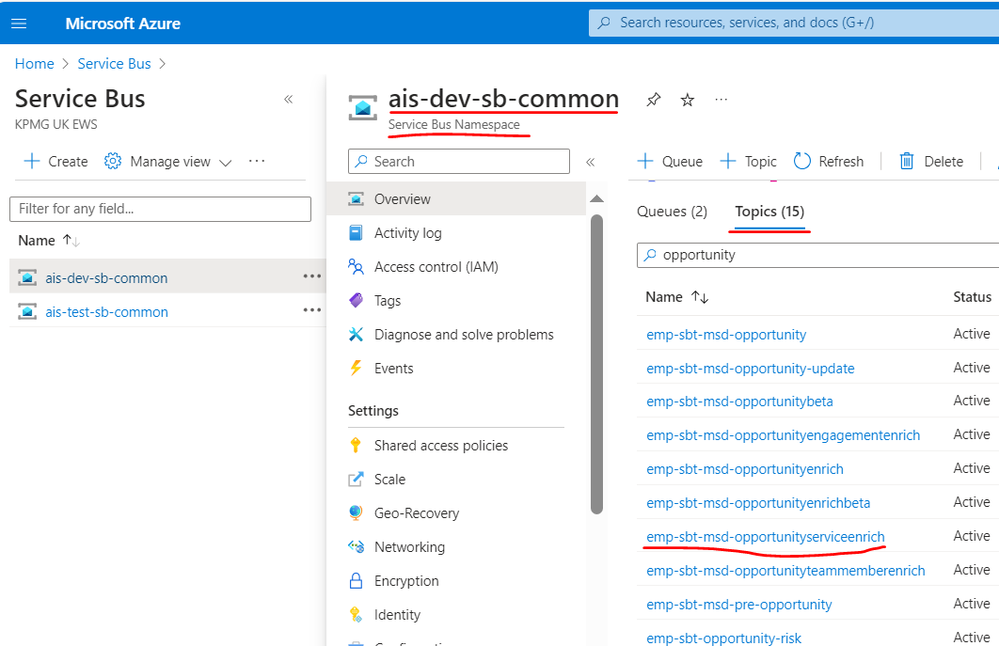 Microsoft Azure
Search resources, services, and docs (G+/)
Home > Service Bus >
Service Bus
KPMG UK EWS
Create
Manage view
Filter for any field...
Name
ais-dev-sb-common
ais-test-sb-common
ais-dev-sb-common
Service Bus Namespace
Search
Overview
Activity log
Access control (IAM)
Tags
Diagnose and solve problems
Events
Settings
Shared access policies
Scale
Geo-Recovery
Networking
Encryption
Identity
Queue
Topic
Refresh
Delete
Queues (2)
Topics (15)
opportunity
Name Status
emp-sbt-msd-opportunity Active
emp-sbt-msd-opportunity-update Active
emp-sbt-msd-opportunitybeta Active
emp-sbt-msd-opportunityengagementenrich Active
emp-sbt-msd-opportunityenrich Active
emp-sbt-msd-opportunityenrichbeta Active
emp-sbt-msd-opportunityserviceenrich Active
emp-sbt-msd-opportunityteammemberenrich Active
emp-sbt-msd-pre-opportunity Active
emp-sbt-opportunity-risk Active